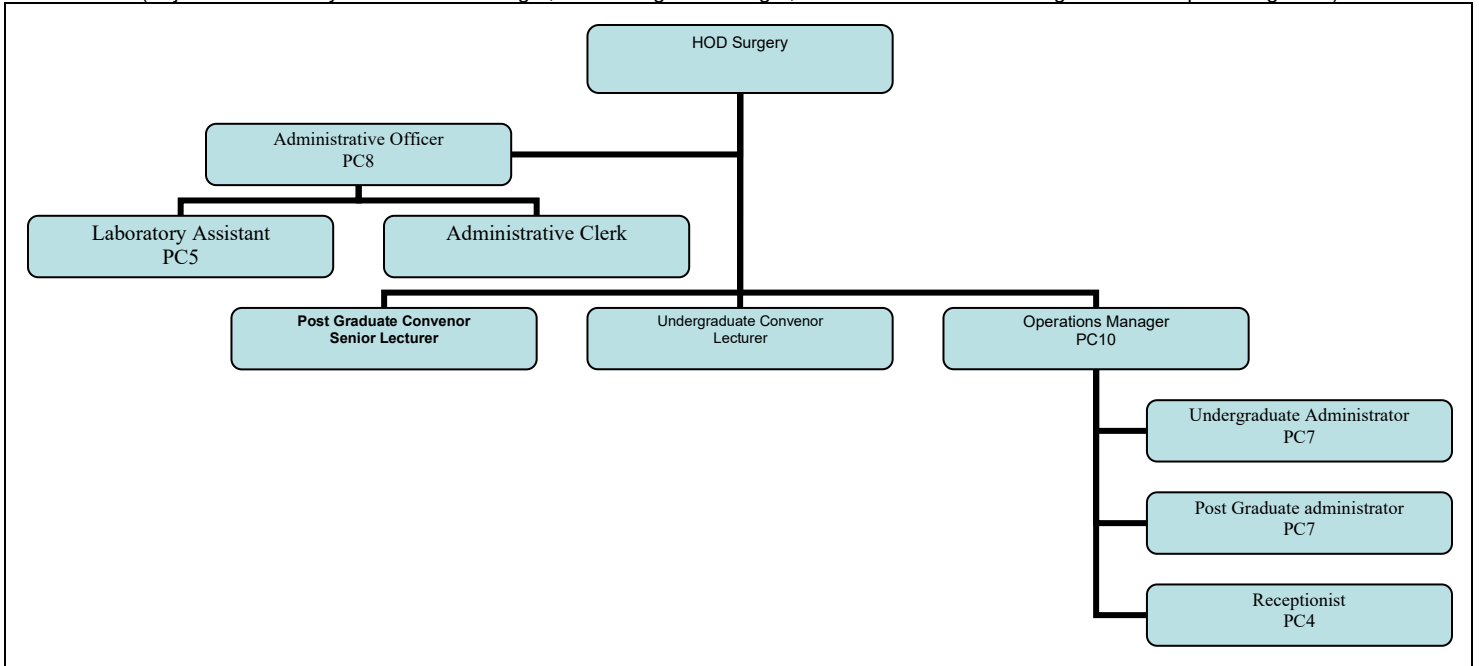 HOD Surgery
Administrative Officer
PC8
Laboratory Assistant
PC5
Administrative Clerk
Post Graduate Convenor
Senior Lecturer
Undergraduate Convenor
Lecturer
Operations Manager
PC10
Undergraduate Administrator
PC7
Post Graduate administrator
PC7
Receptionist
PC4